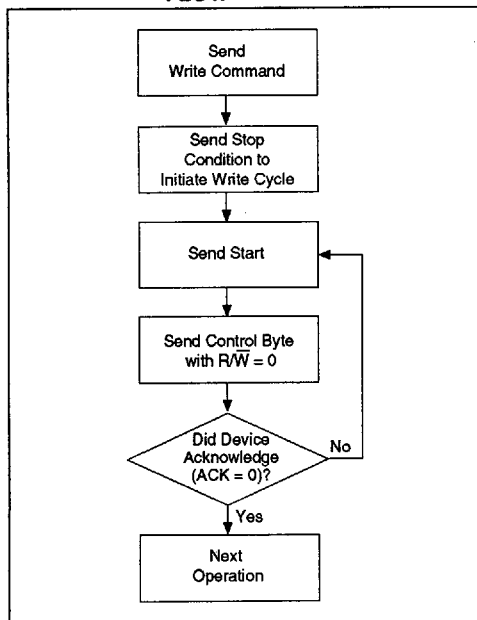 Send
Write Command
Send Stop
Condition to
Initiate Write Cycle
Send Start
Send Control Byte
with R/W̅ = 0
Did Device
Acknowledge
(ACK = 0)?
No
Yes
Next
Operation